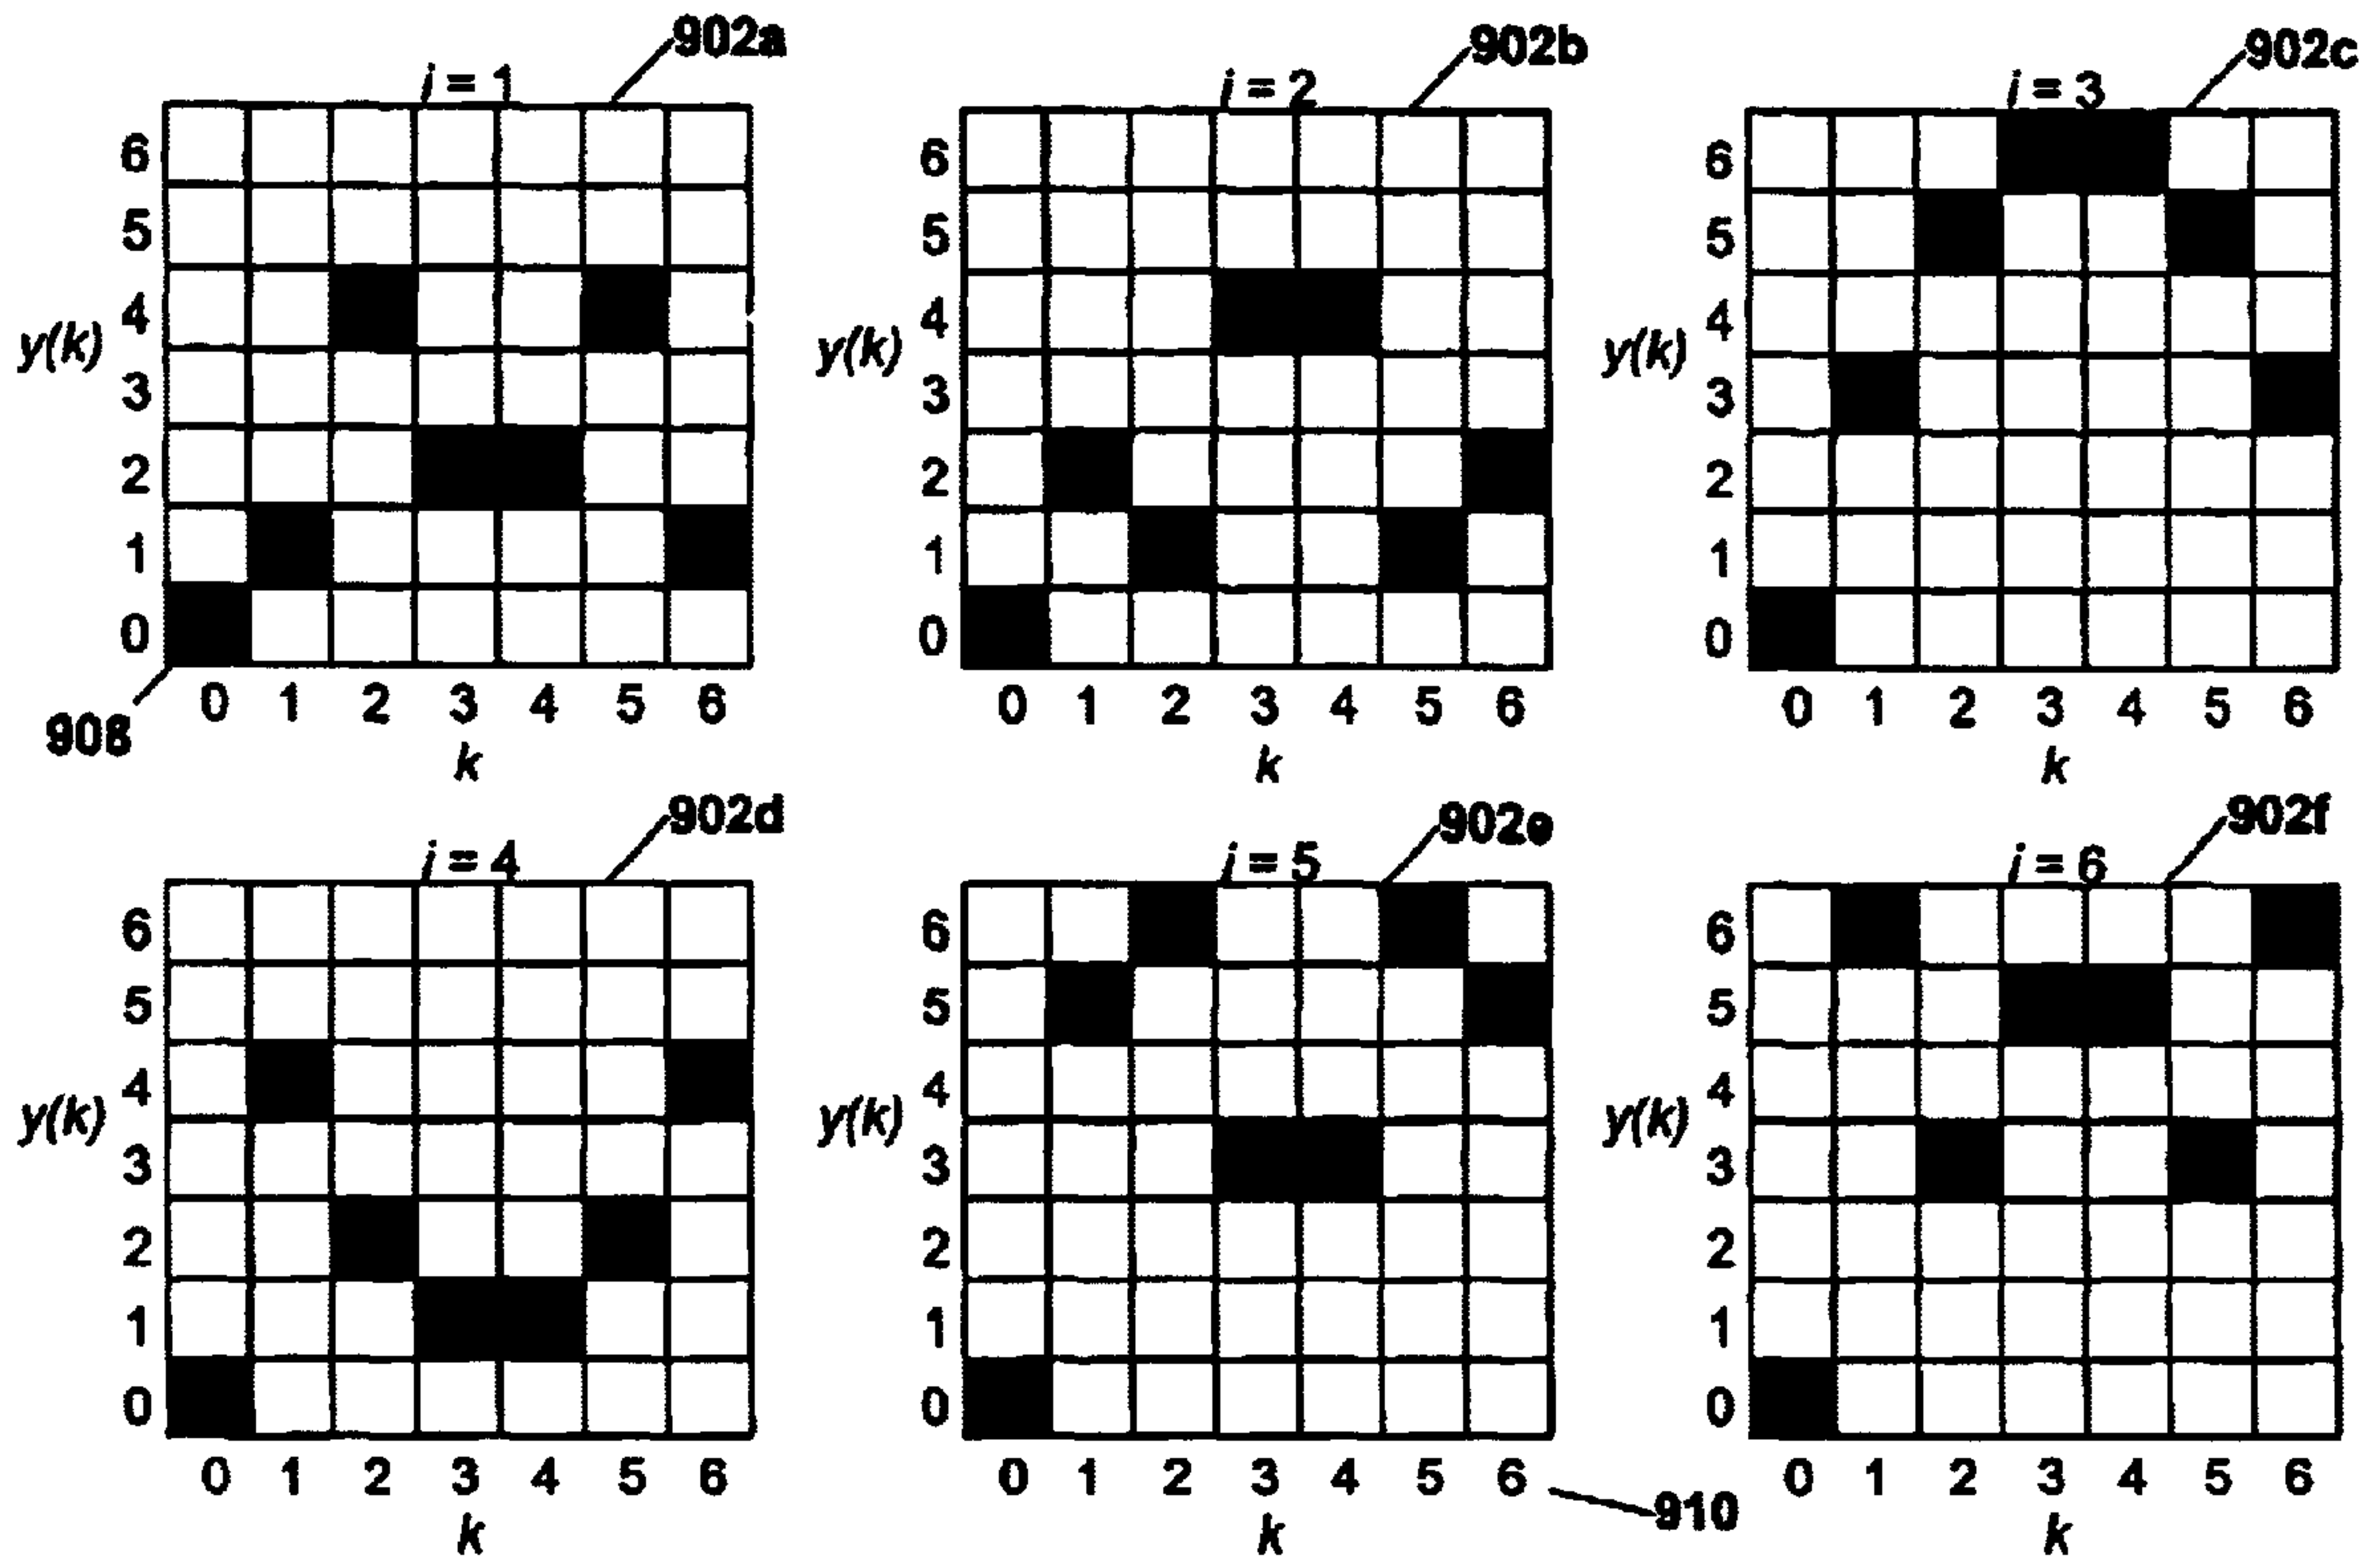 902a 902b 902c
i = 1 i = 2 i = 3
6 6 6
5 5 5
4 4 4
y(k) y(k) y(k)
3 3 3
2 2 2
1 1 1
0 0 0
0 1 2 3 4 5 6 0 1 2 3 4 5 6 0 1 2 3 4 5 6
908
k k k
902d 902e 902f
i = 4 i = 5 i = 6
6 6 6
5 5 5
4 4 4
y(k) y(k) y(k)
3 3 3
2 2 2
1 1 1
0 0 0
0 1 2 3 4 5 6 0 1 2 3 4 5 6 0 1 2 3 4 5 6
910
k k k